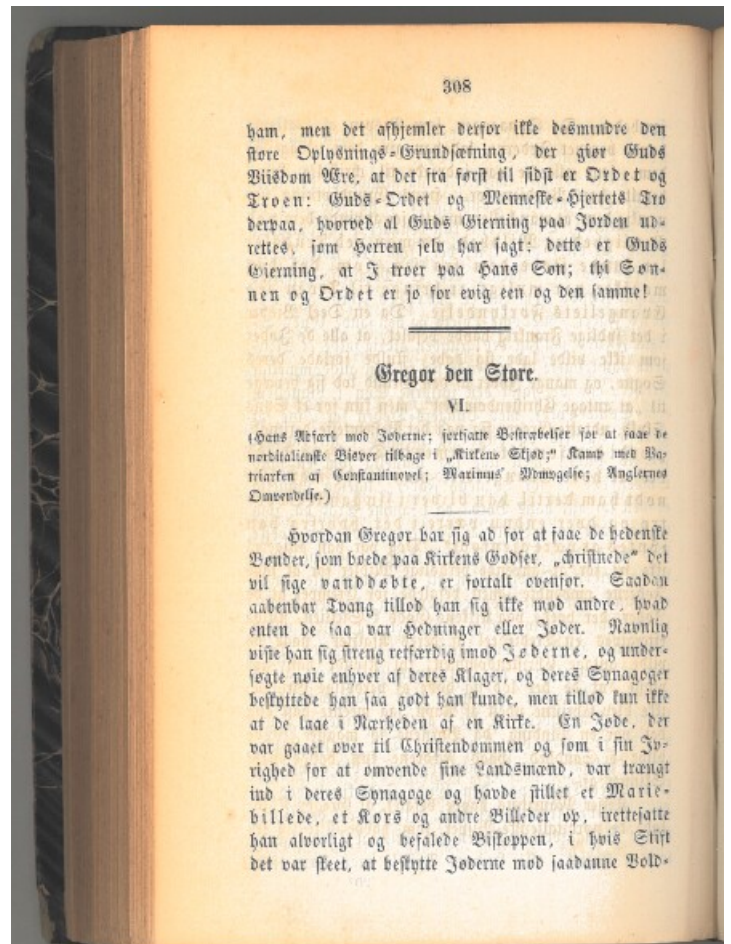 308
ham, men det afhjemler derfor ikke desmindre den
store Oplysnings-Grundsætning, der giør Guds
Viisdom Ære, at det fra først til sidst er Ordet og
Troen: Guds-Ordet og Menneske-Hjertets Tro
derpaa, hvorved al Guds Gierning paa Jorden ud-
rettes, som Herren selv har sagt: dette er Guds
Gierning, at I troer paa Hans Søn; thi Søn-
nen og Ordet er jo for evig een og den samme!
Gregor den Store.
VI.
(Hans Adfærd mod Jøderne; fortsatte Bestræbelser for at faae de
norditalienske Bisper tilbage i „Kirkens Skjød;“ Kamp med Pa-
triarken af Constantinopel; Marinus' Ydmygelse; Anglernes
Omvendelse.)
Hvordan Gregor bar sig ad for at faae de hedenske
Bønder, som boede paa Kirkens Godser, „christnede“ det
vil sige vanddøbte, er fortalt ovenfor. Saadan
aabenbar Tvang tillod han sig ikke mod andre, hvad
enten de saa var Hedninger eller Jøder. Navnlig
viste han sig streng retfærdig imod Jøderne, og under-
søgte nøie enhver af deres Klager, og deres Synagoger
beskyttede han saa godt han kunde, men tillod kun ikke
at de laae i Nærheden af en Kirke. En Jøde, der
var gaaet over til Christendommen og som i sin Iv-
righed for at omvende sine Landsmænd, var trængt
ind i deres Synagoge og havde stillet et Marie-
billede, et Kors og andre Billeder op, irettesatte
han alvorligt og befalede Biskoppen, i hvis Stift
det var skeet, at beskytte Jøderne mod saadanne Vold-